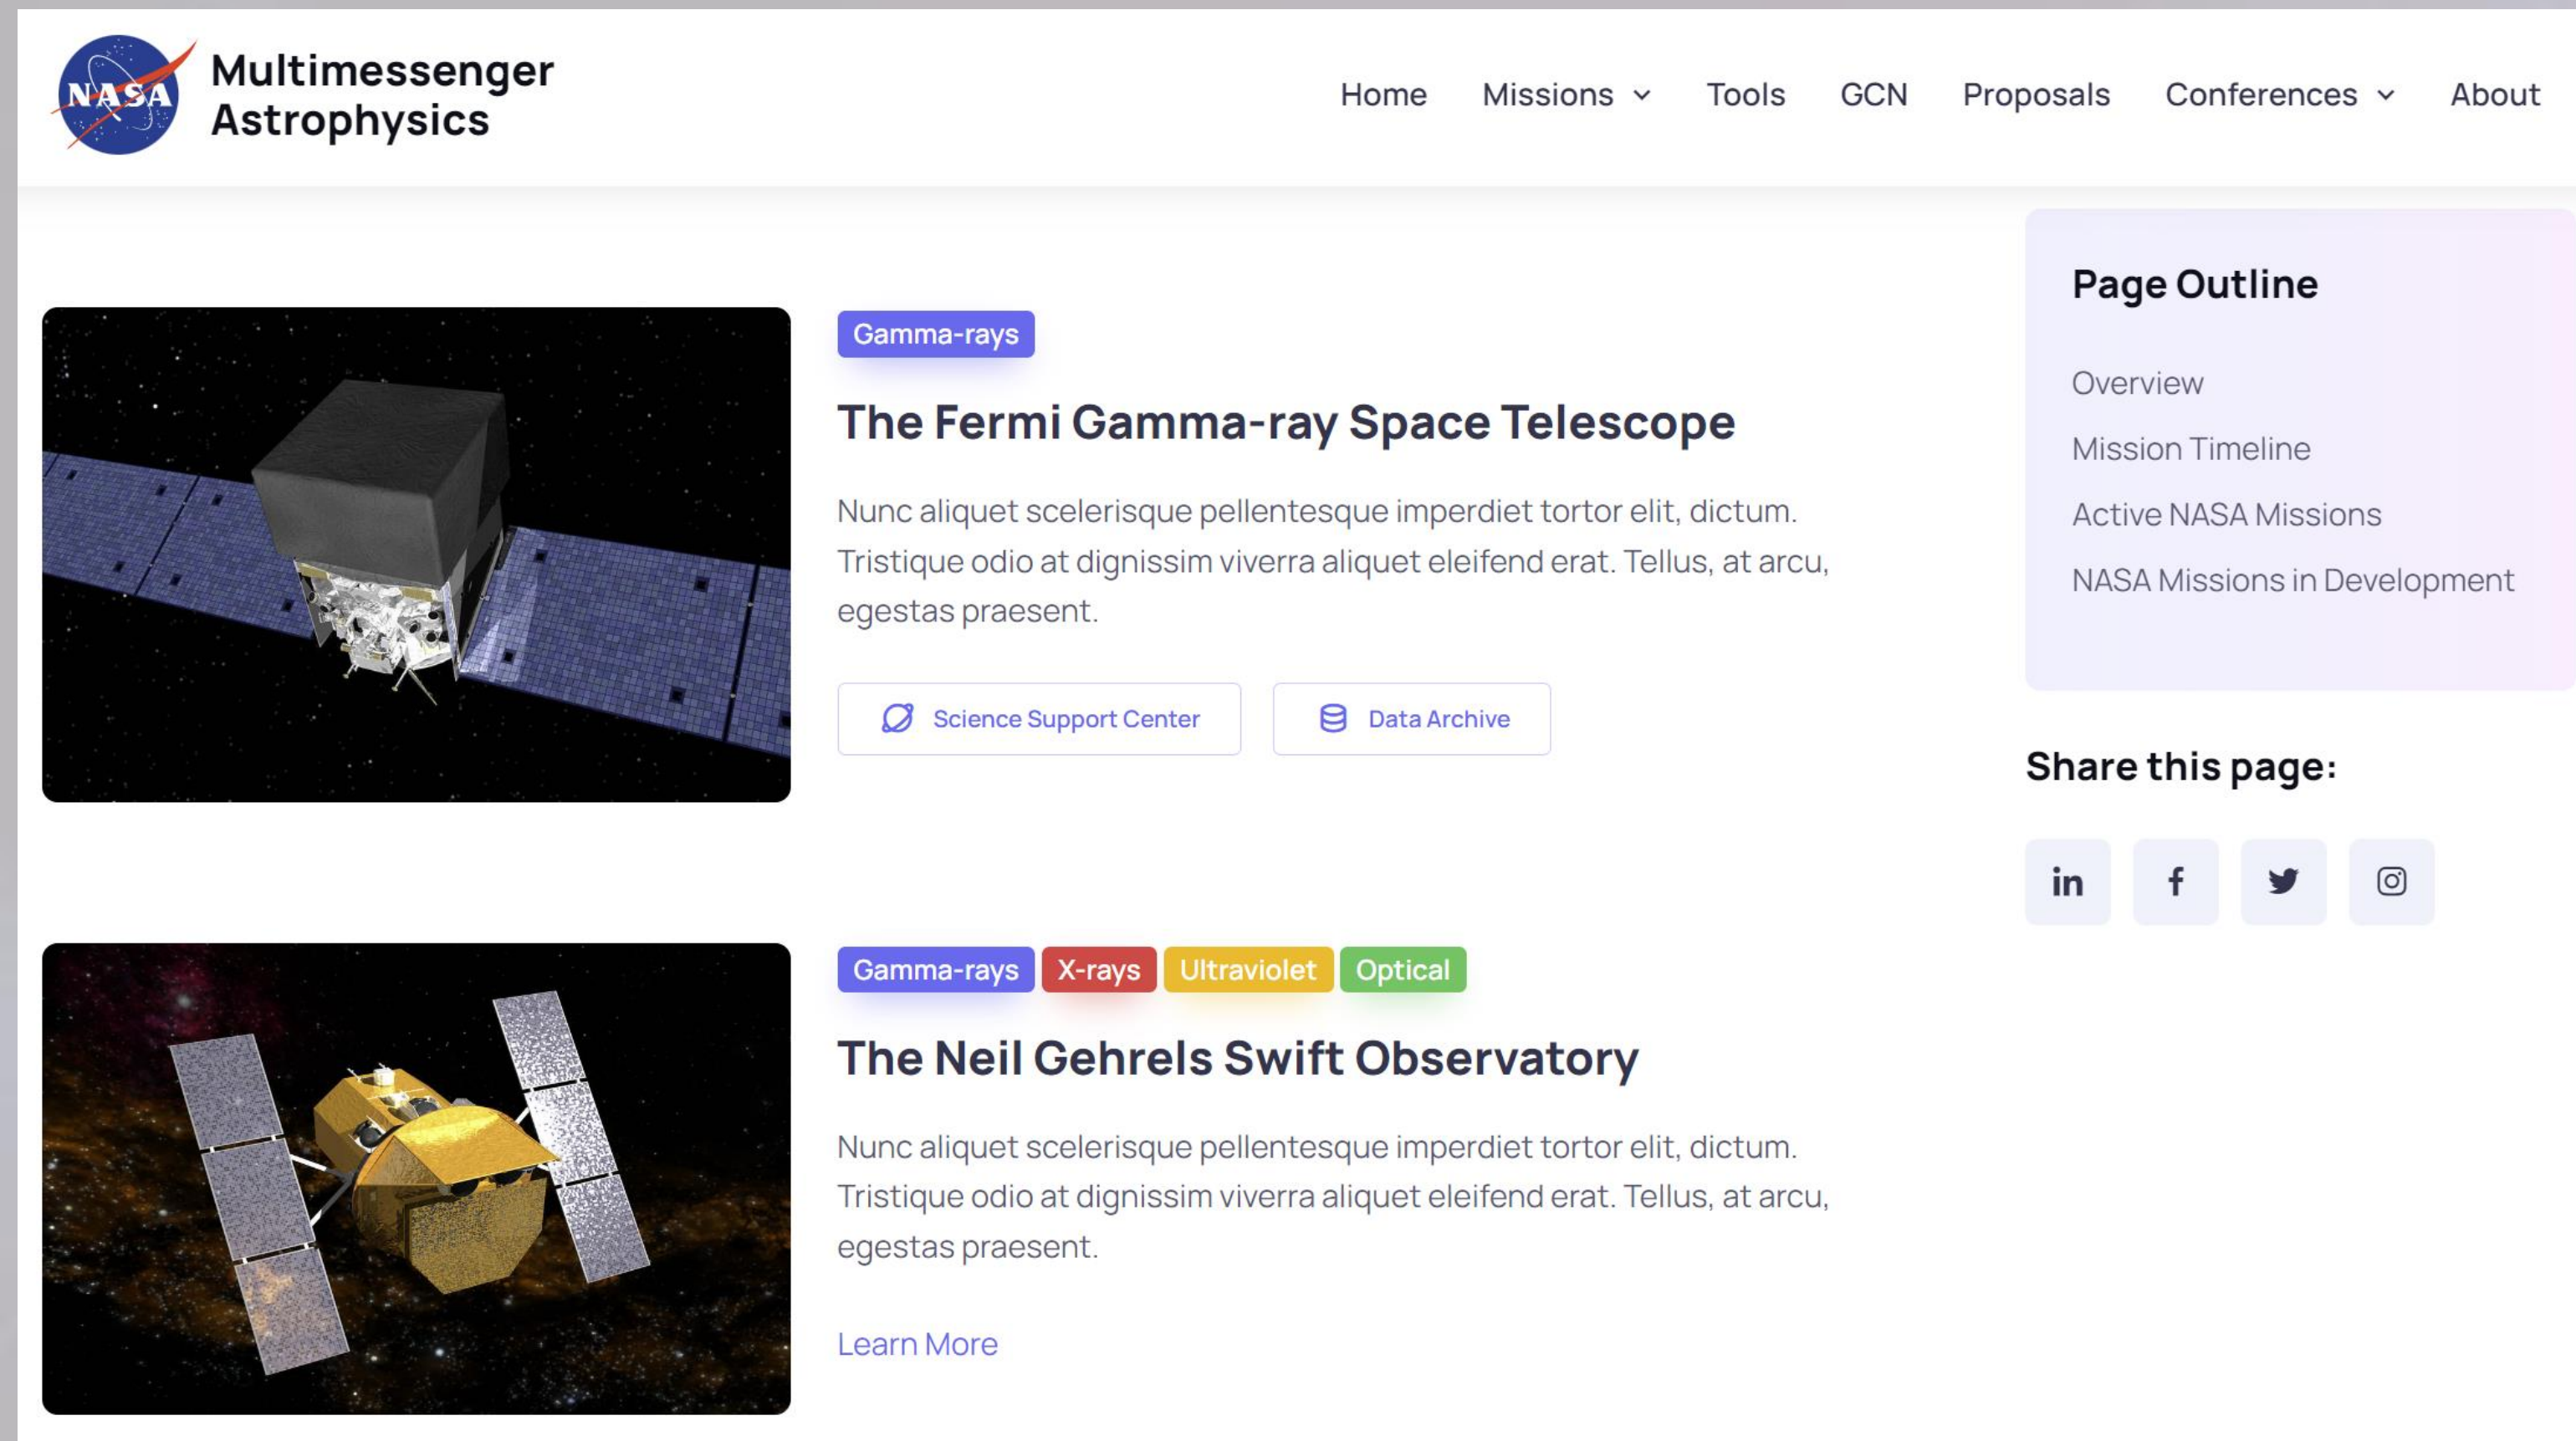 NASA
Multimessenger
Astrophysics
Home Missions Tools GCN Proposals Conferences About
Gamma-rays
The Fermi Gamma-ray Space Telescope
Nunc aliquet scelerisque pellentesque imperdiet tortor elit, dictum.
Tristique odio at dignissim viverra aliquet eleifend erat. Tellus, at arcu,
egestas praesent.
Science Support Center Data Archive
Gamma-rays X-rays Ultraviolet Optical
The Neil Gehrels Swift Observatory
Nunc aliquet scelerisque pellentesque imperdiet tortor elit, dictum.
Tristique odio at dignissim viverra aliquet eleifend erat. Tellus, at arcu,
egestas praesent.
Learn More
Page Outline
Overview
Mission Timeline
Active NASA Missions
NASA Missions in Development
Share this page:
in f